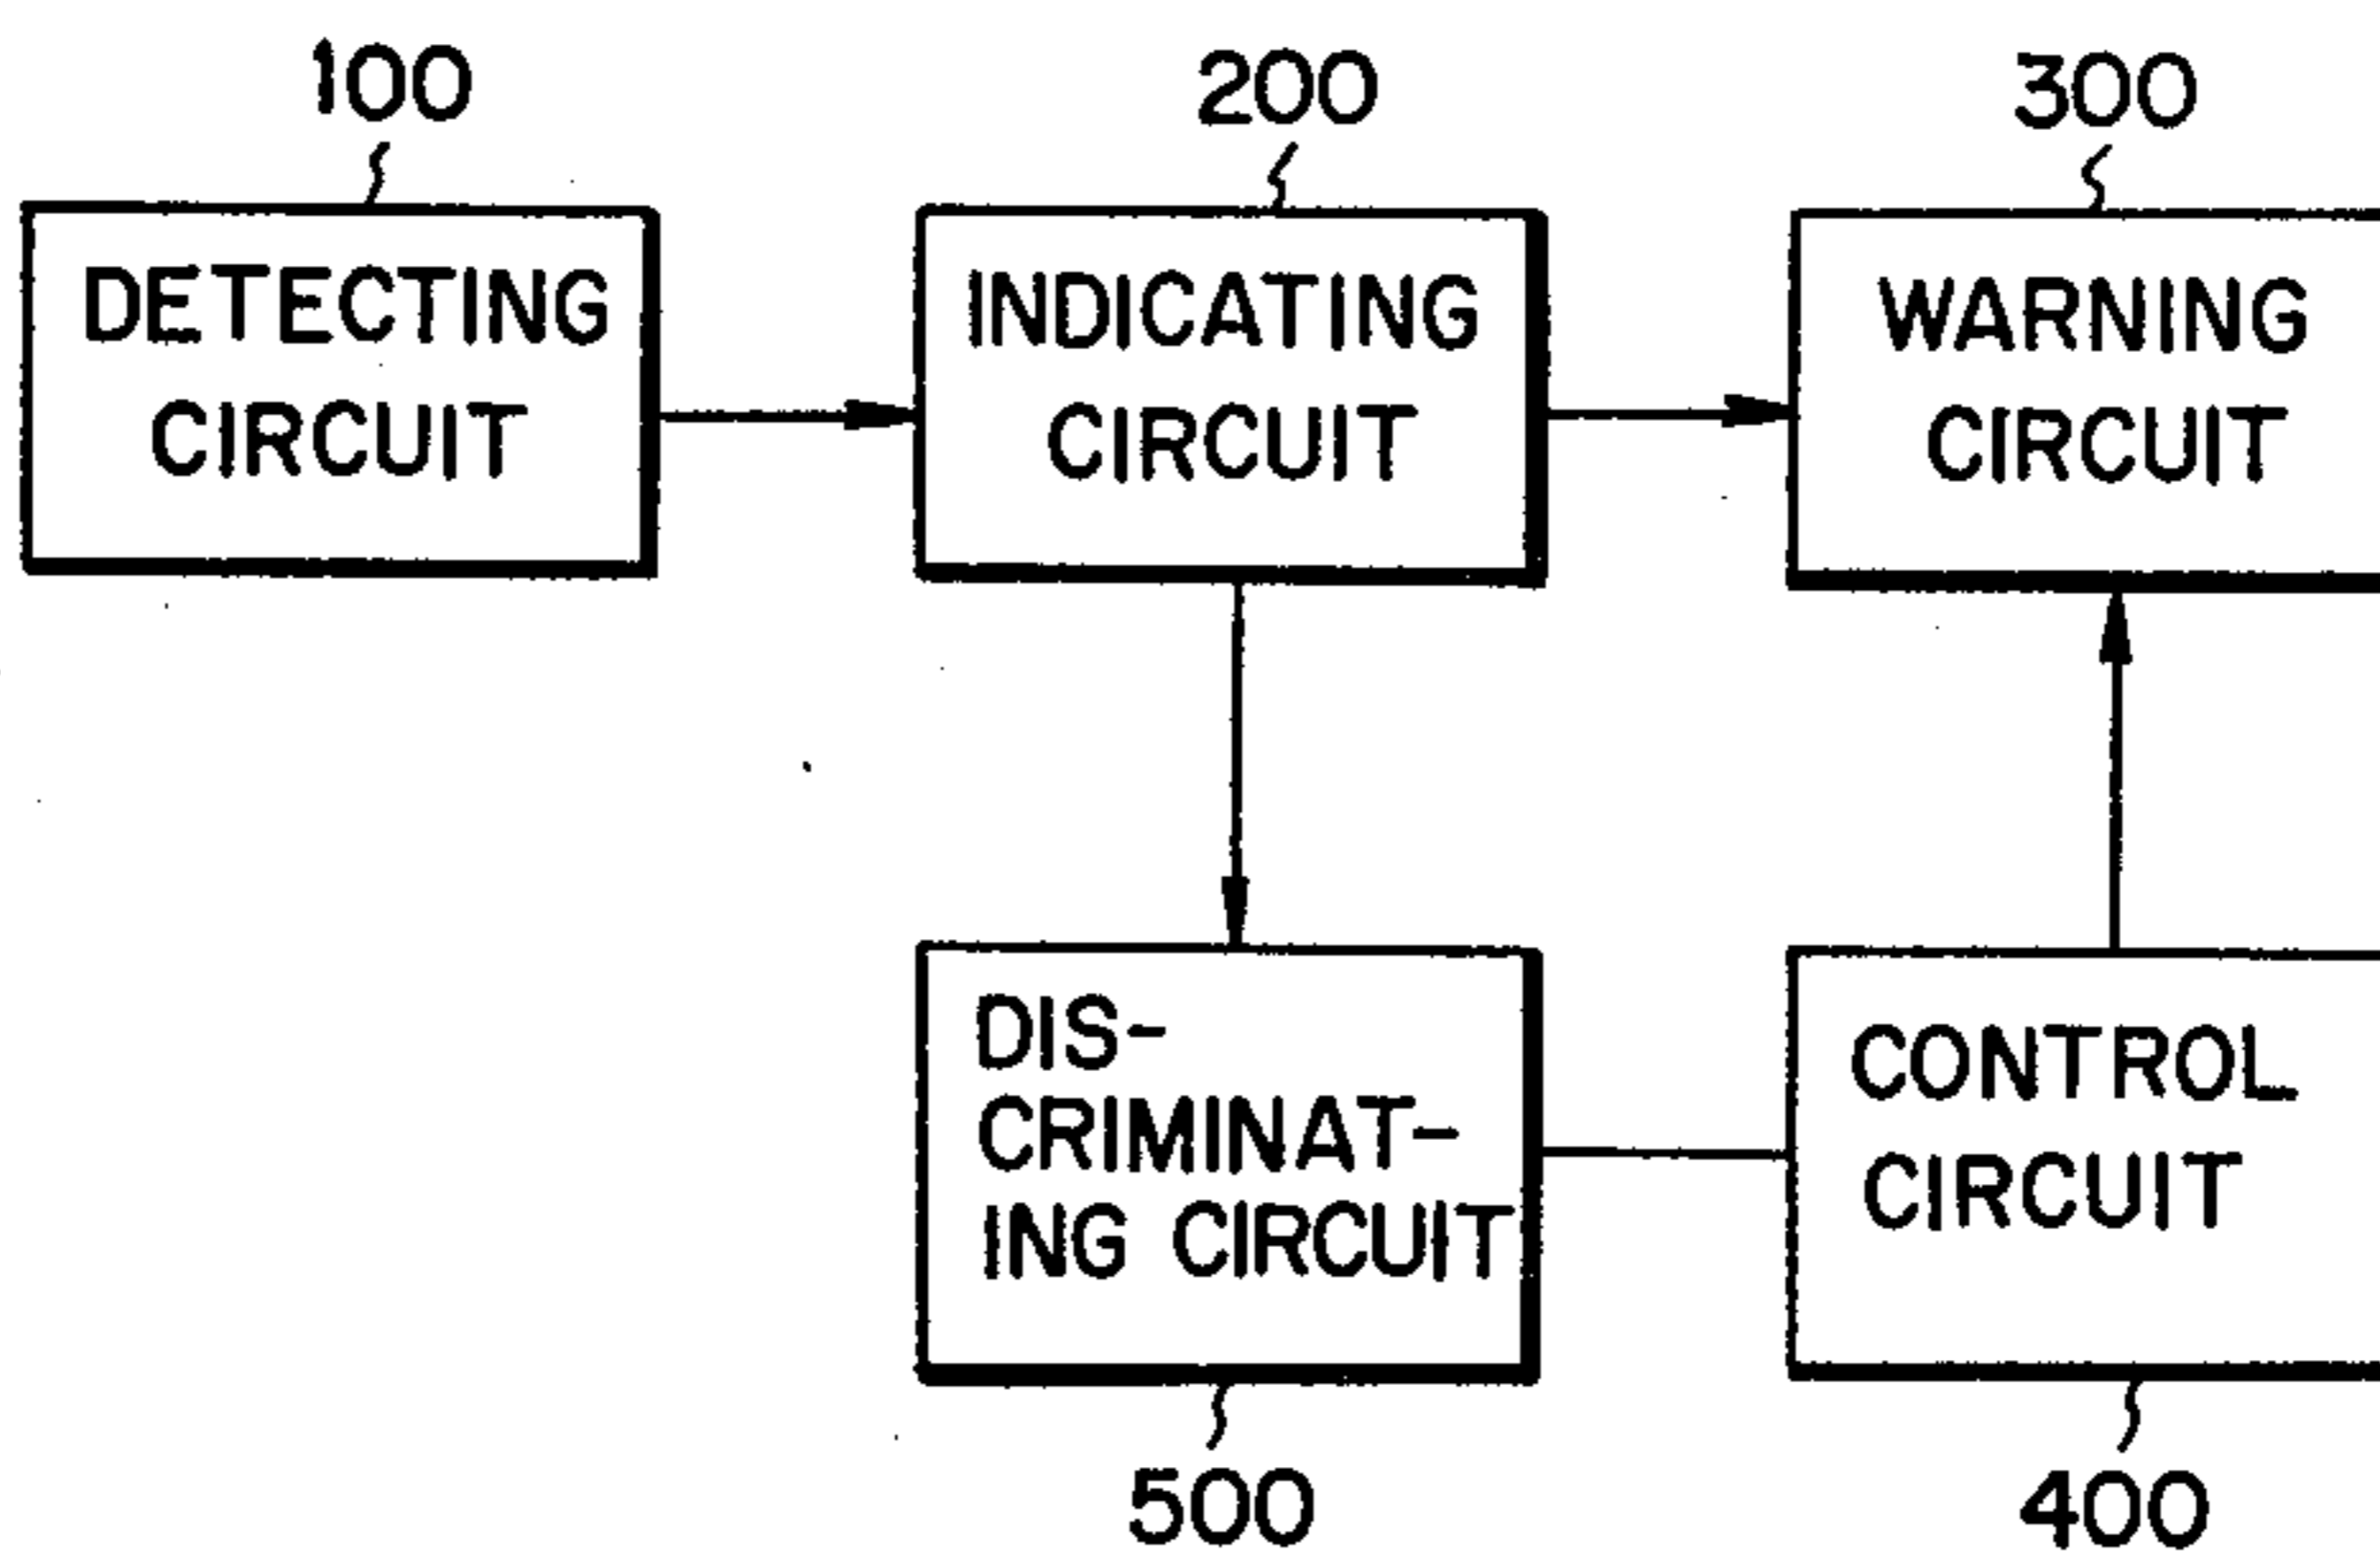 100
200
300
DETECTING
CIRCUIT
INDICATING
CIRCUIT
WARNING
CIRCUIT
DIS-
CRIMINAT-
ING CIRCUIT
CONTROL
CIRCUIT
500
400